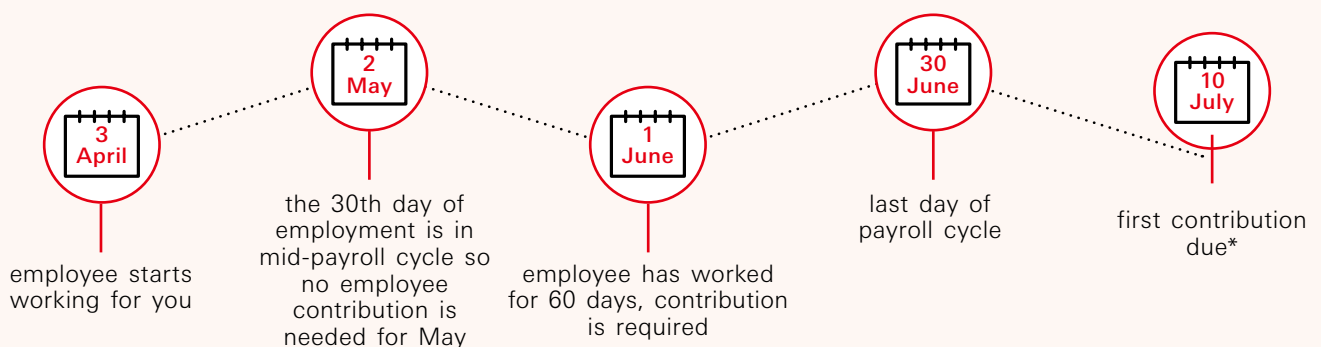 3
April
employee starts
working for you
2
May
the 30th day of
employment is in
mid-payroll cycle so
no employee
contribution is
needed for May
1
June
employee has worked
for 60 days, contribution
is required
30
June
last day of
payroll cycle
10
July
first contribution
due*